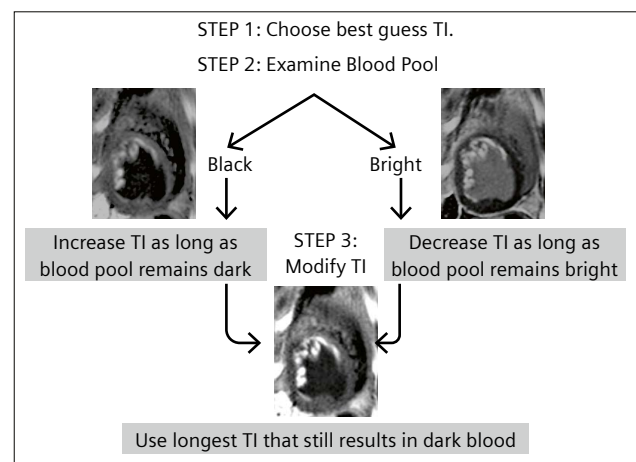 STEP 1: Choose best guess TI.
STEP 2: Examine Blood Pool
Black
Bright
Increase TI as long as
blood pool remains dark
STEP 3:
Modify TI
Decrease TI as long as
blood pool remains bright
Use longest TI that still results in dark blood